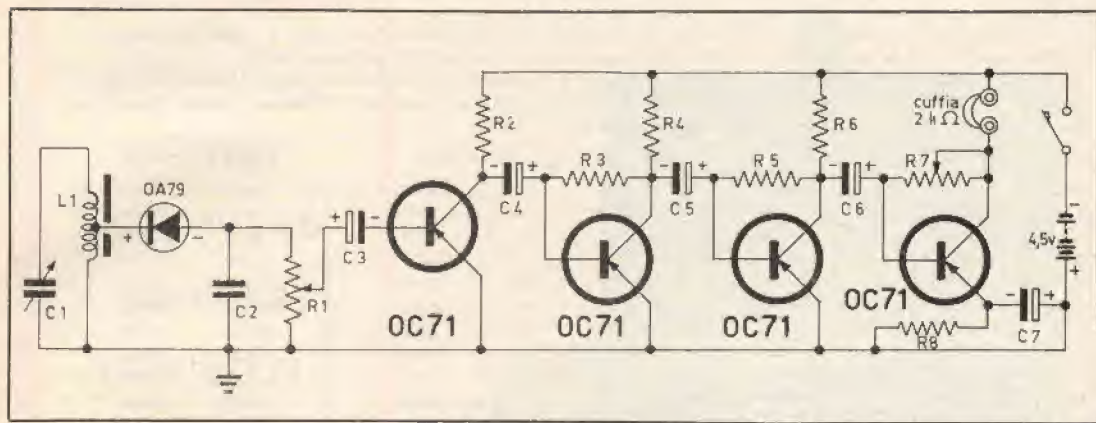 L1
C1
OA79
+
-
C2
R1
+
-
C3
OC71
R2
-
+
C4
R3
OC71
R4
-
+
C5
R5
OC71
R6
-
+
C6
R7
OC71
cuffia
2 kΩ
R8
-
+
C7
-
4,5v
+